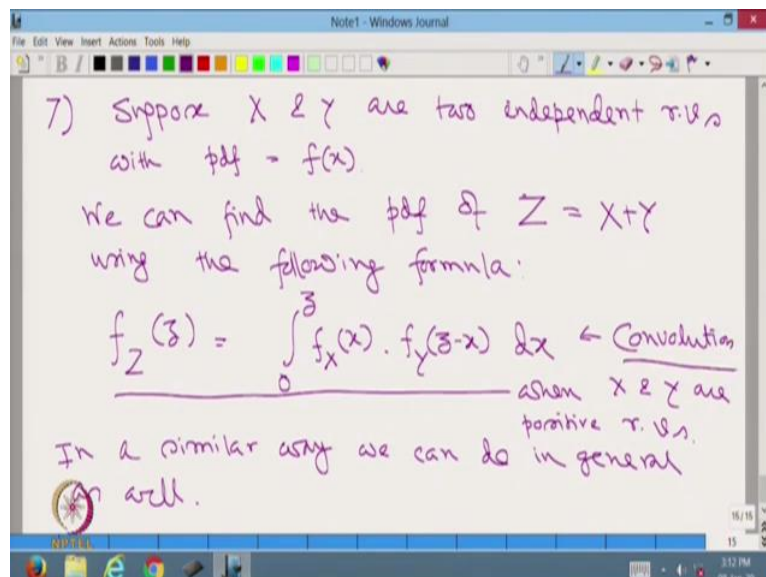 Note1 - Windows Journal
File Edit View Insert Actions Tools Help
B I
7) Suppose X & Y are two independent r.v.s
with pdf = f(x)
We can find the pdf of Z = X+Y
using the following formula:
f_Z(z) = ∫_0^z f_X(x) . f_Y(z-x) dx ← Convolution
when X & Y are
positive r.v.s.
In a similar way we can do in general
as well.
NPTEL
15/15
15
3:12 PM